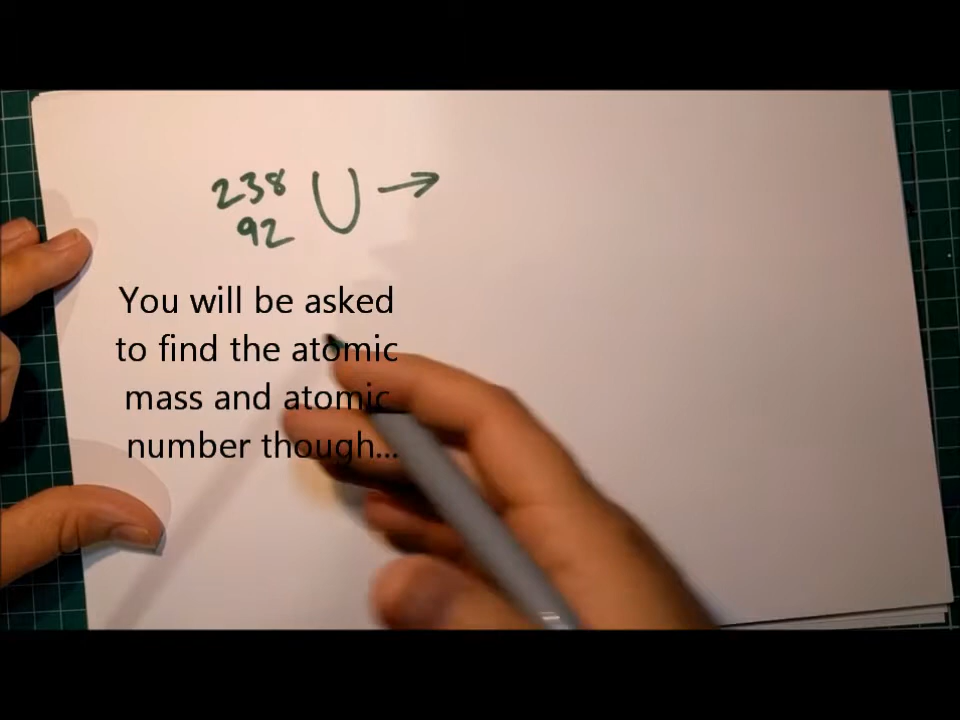 238
92 U →
You will be asked
to find the atomic
mass and atomic
number though...